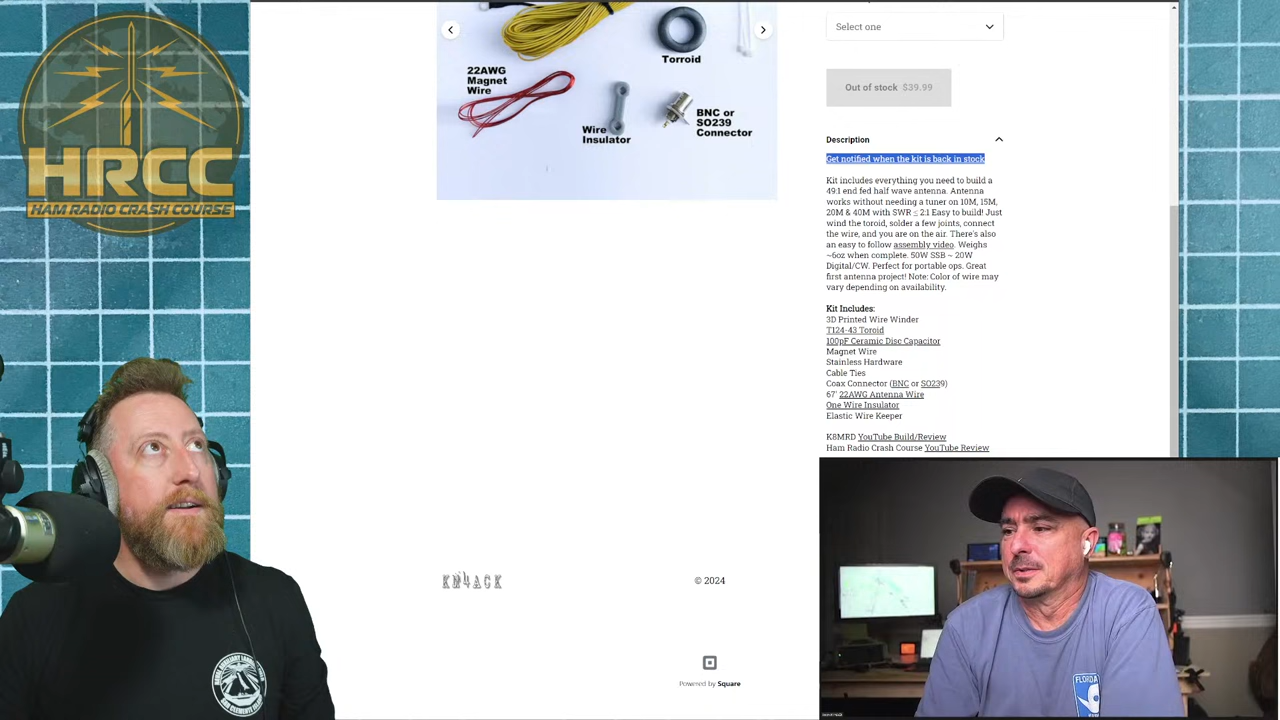 HRCC
HAM RADIO CRASH COURSE
22AWG
Magnet
Wire
Torroid
Wire
Insulator
BNC or
SO239
Connector
Select one
Out of stock $39.99
Description
Get notified when the kit is back in stock
Kit includes everything you need to build a
49:1 end fed half wave antenna. Antenna
works without needing a tuner on 10M, 15M,
20M & 40M with SWR ≤ 2:1 Easy to build! Just
wind the toroid, solder a few joints, connect
the wire, and you are on the air. There's also
an easy to follow assembly video. Weighs
~6oz when complete. 50W SSB ~ 20W
Digital/CW. Perfect for portable ops. Great
first antenna project! Note: Color of wire may
vary depending on availability.
Kit Includes:
3D Printed Wire Winder
T124-43 Toroid
100pF Ceramic Disc Capacitor
Magnet Wire
Stainless Hardware
Cable Ties
Coax Connector (BNC or SO239)
67' 22AWG Antenna Wire
One Wire Insulator
Elastic Wire Keeper
K8MRD YouTube Build/Review
Ham Radio Crash Course YouTube Review
KN4ACK
© 2024
Powered by Square
FLORIDA